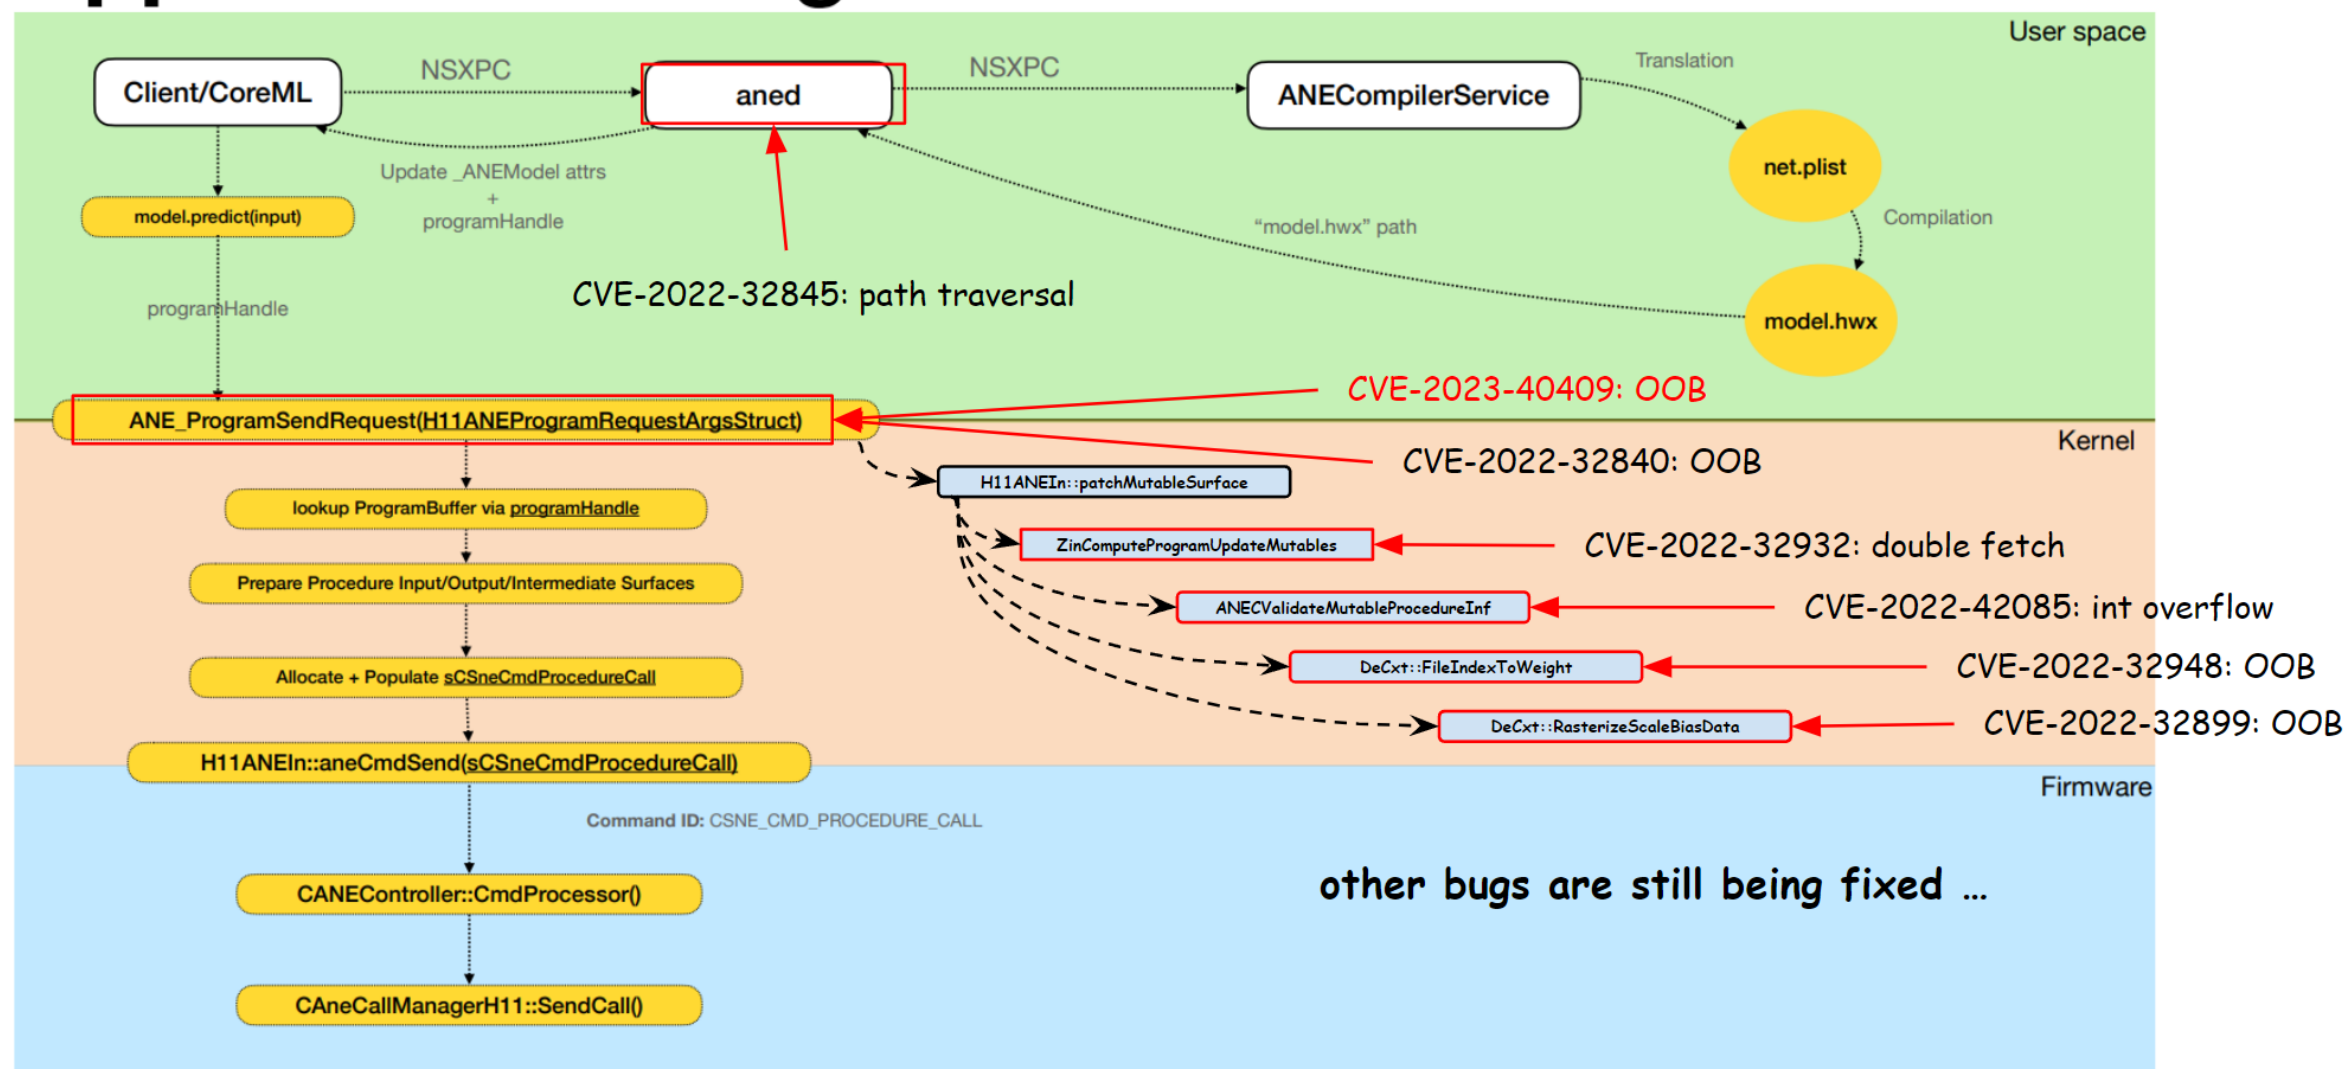 User space
Client/CoreML
NSXPC
aned
NSXPC
ANECompilerService
Translation
net.plist
Compilation
model.hwx
"model.hwx" path
Update _ANEModel attrs
+
programHandle
model.predict(input)
programHandle
CVE-2022-32845: path traversal
CVE-2023-40409: OOB
ANE_ProgramSendRequest(H11ANEProgramRequestArgsStruct)
Kernel
CVE-2022-32840: OOB
H11ANEIn::patchMutableSurface
lookup ProgramBuffer via programHandle
ZinComputeProgramUpdateMutables
CVE-2022-32932: double fetch
Prepare Procedure Input/Output/Intermediate Surfaces
ANECValidateMutableProcedureInf
CVE-2022-42085: int overflow
DeCxt::FileIndexToWeight
CVE-2022-32948: OOB
Allocate + Populate sCSneCmdProcedureCall
DeCxt::RasterizeScaleBiasData
CVE-2022-32899: OOB
H11ANEIn::aneCmdSend(sCSneCmdProcedureCall)
Firmware
Command ID: CSNE_CMD_PROCEDURE_CALL
CANEController::CmdProcessor()
other bugs are still being fixed ...
CAneCallManagerH11::SendCall()